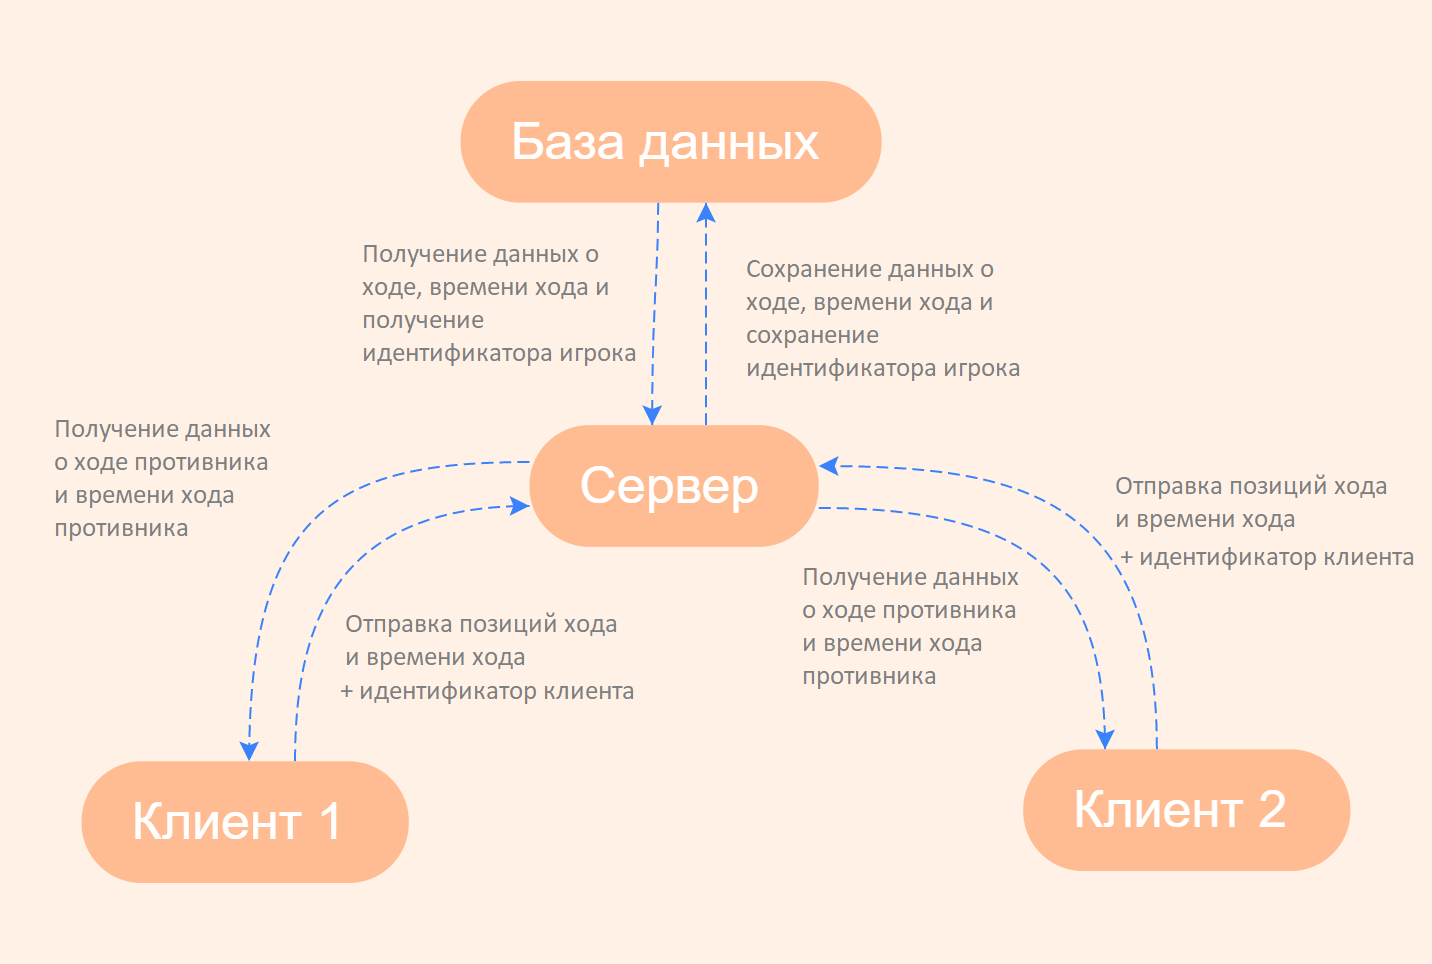 База данных
Получение данных о
ходе, времени хода и
получение
идентификатора игрока
Сохранение данных о
ходе, времени хода и
сохранение
идентификатора игрока
Получение данных
о ходе противника
и времени хода
противника
Сервер
Отправка позиций хода
и времени хода
+ идентификатор клиента
Получение данных
о ходе противника
и времени хода
противника
Отправка позиций хода
и времени хода
+ идентификатор клиента
Клиент 1
Клиент 2